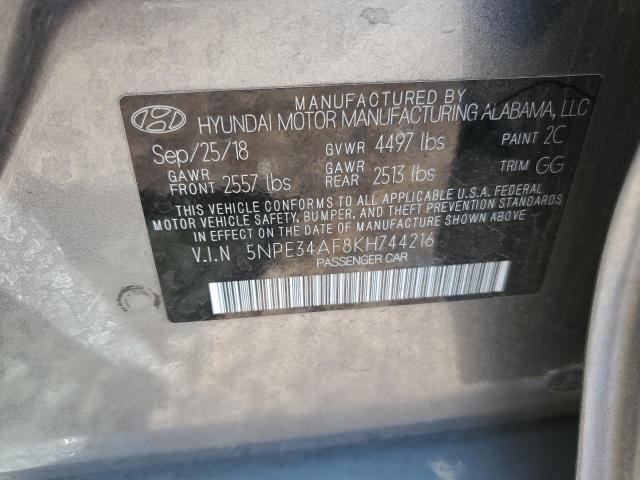 MANUFACTURED BY
HYUNDAI MOTOR MANUFACTURING ALABAMA, LLC
Sep/25/18 GVWR 4497 lbs PAINT 2C
GAWR FRONT 2557 lbs GAWR REAR 2513 lbs TRIM GG
THIS VEHICLE CONFORMS TO ALL APPLICABLE U.S.A. FEDERAL
MOTOR VEHICLE SAFETY, BUMPER, AND THEFT PREVENTION STANDARDS
IN EFFECT ON THE DATE OF MANUFACTURE SHOWN ABOVE.
V.I.N 5NPE34AF8KH744216
PASSENGER CAR